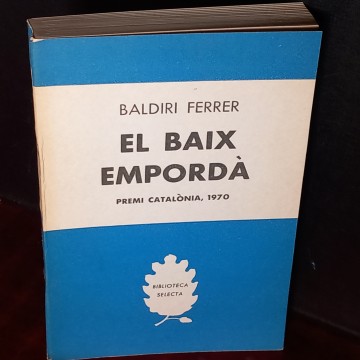 BALDIRI FERRER
EL BAIX
EMPORDÀ
PREMI CATALÒNIA, 1970
BIBLIOTECA
SELECTA